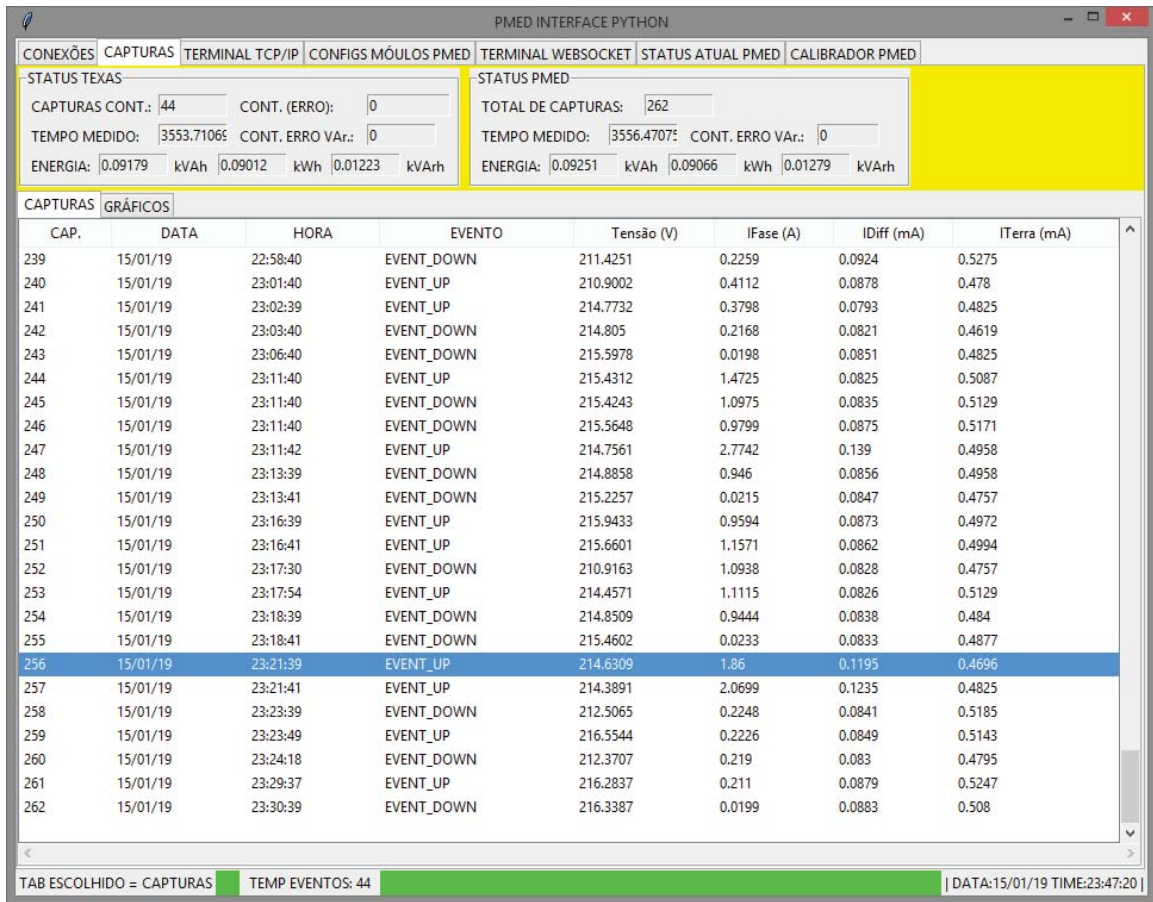 PMED INTERFACE PYTHON
CONEXÕES CAPTURAS TERMINAL TCP/IP CONFIGS MÓULOS PMED TERMINAL WEBSOCKET STATUS ATUAL PMED CALIBRADOR PMED
STATUS TEXAS STATUS PMED
CAPTURAS CONT.: 44 CONT. (ERRO): 0 TOTAL DE CAPTURAS: 262
TEMPO MEDIDO: 3553.7106 CONT. ERRO VAr.: 0 TEMPO MEDIDO: 3556.4707 CONT. ERRO VAr.: 0
ENERGIA: 0.09179 kVAh 0.09012 kWh 0.01223 kVArh ENERGIA: 0.09251 kVAh 0.09066 kWh 0.01279 kVArh
CAPTURAS GRÁFICOS
CAP. DATA HORA EVENTO Tensão (V) IFase (A) IDiff (mA) ITerra (mA)
239 15/01/19 22:58:40 EVENT_DOWN 211.4251 0.2259 0.0924 0.5275
240 15/01/19 23:01:40 EVENT_UP 210.9002 0.4112 0.0878 0.478
241 15/01/19 23:02:39 EVENT_UP 214.7732 0.3798 0.0793 0.4825
242 15/01/19 23:03:40 EVENT_DOWN 214.805 0.2168 0.0821 0.4619
243 15/01/19 23:06:40 EVENT_DOWN 215.5978 0.0198 0.0851 0.4825
244 15/01/19 23:11:40 EVENT_UP 215.4312 1.4725 0.0825 0.5087
245 15/01/19 23:11:40 EVENT_DOWN 215.4243 1.0975 0.0835 0.5129
246 15/01/19 23:11:40 EVENT_DOWN 215.5648 0.9799 0.0875 0.5171
247 15/01/19 23:11:42 EVENT_UP 214.7561 2.7742 0.139 0.4958
248 15/01/19 23:13:39 EVENT_DOWN 214.8858 0.946 0.0856 0.4958
249 15/01/19 23:13:41 EVENT_DOWN 215.2257 0.0215 0.0847 0.4757
250 15/01/19 23:16:39 EVENT_UP 215.9433 0.9594 0.0873 0.4972
251 15/01/19 23:16:41 EVENT_UP 215.6601 1.1571 0.0862 0.4994
252 15/01/19 23:17:30 EVENT_DOWN 210.9163 1.0938 0.0828 0.4757
253 15/01/19 23:17:54 EVENT_UP 214.4571 1.1115 0.0826 0.5129
254 15/01/19 23:18:39 EVENT_DOWN 214.8509 0.9444 0.0838 0.484
255 15/01/19 23:18:41 EVENT_DOWN 215.4602 0.0233 0.0833 0.4877
256 15/01/19 23:21:39 EVENT_UP 214.6309 1.86 0.1195 0.4696
257 15/01/19 23:21:41 EVENT_UP 214.3891 2.0699 0.1235 0.4825
258 15/01/19 23:23:39 EVENT_DOWN 212.5065 0.2248 0.0841 0.5185
259 15/01/19 23:23:49 EVENT_UP 216.5544 0.2226 0.0849 0.5143
260 15/01/19 23:24:18 EVENT_DOWN 212.3707 0.219 0.083 0.4795
261 15/01/19 23:29:37 EVENT_UP 216.2837 0.211 0.0879 0.5247
262 15/01/19 23:30:39 EVENT_DOWN 216.3387 0.0199 0.0883 0.508
TAB ESCOLHIDO = CAPTURAS TEMP EVENTOS: 44 | DATA:15/01/19 TIME:23:47:20 |